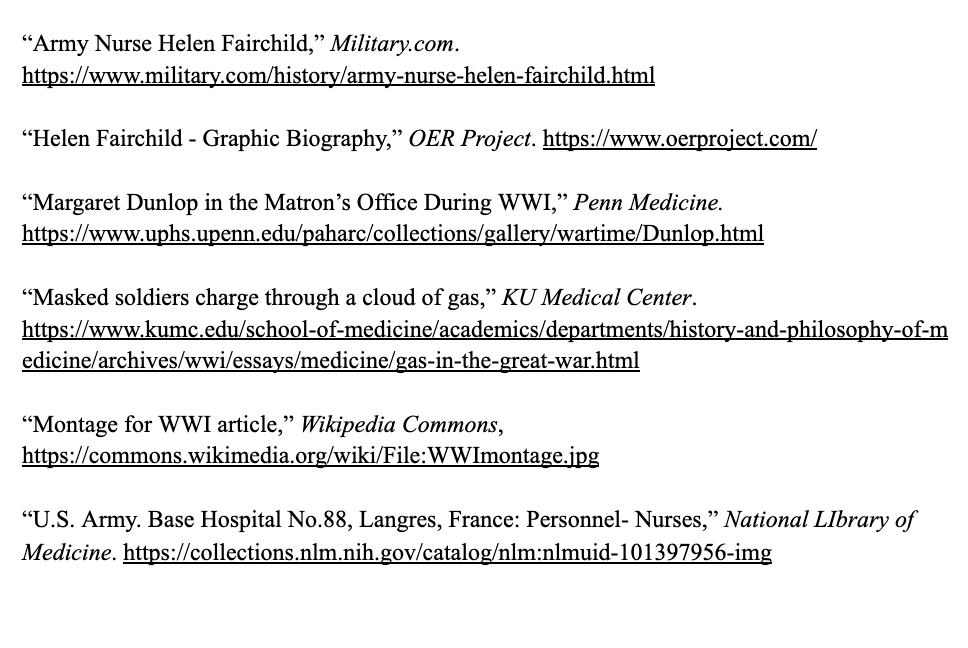 “Army Nurse Helen Fairchild,” Military.com.
https://www.military.com/history/army-nurse-helen-fairchild.html
“Helen Fairchild - Graphic Biography,” OER Project. https://www.oerproject.com/
“Margaret Dunlop in the Matron’s Office During WWI,” Penn Medicine.
https://www.uphs.upenn.edu/paharc/collections/gallery/wartime/Dunlop.html
“Masked soldiers charge through a cloud of gas,” KU Medical Center.
https://www.kumc.edu/school-of-medicine/academics/departments/history-and-philosophy-of-m
edicine/archives/wwi/essays/medicine/gas-in-the-great-war.html
“Montage for WWI article,” Wikipedia Commons,
https://commons.wikimedia.org/wiki/File:WWImontage.jpg
“U.S. Army. Base Hospital No.88, Langres, France: Personnel- Nurses,” National LIbrary of
Medicine. https://collections.nlm.nih.gov/catalog/nlm:nlmuid-101397956-img